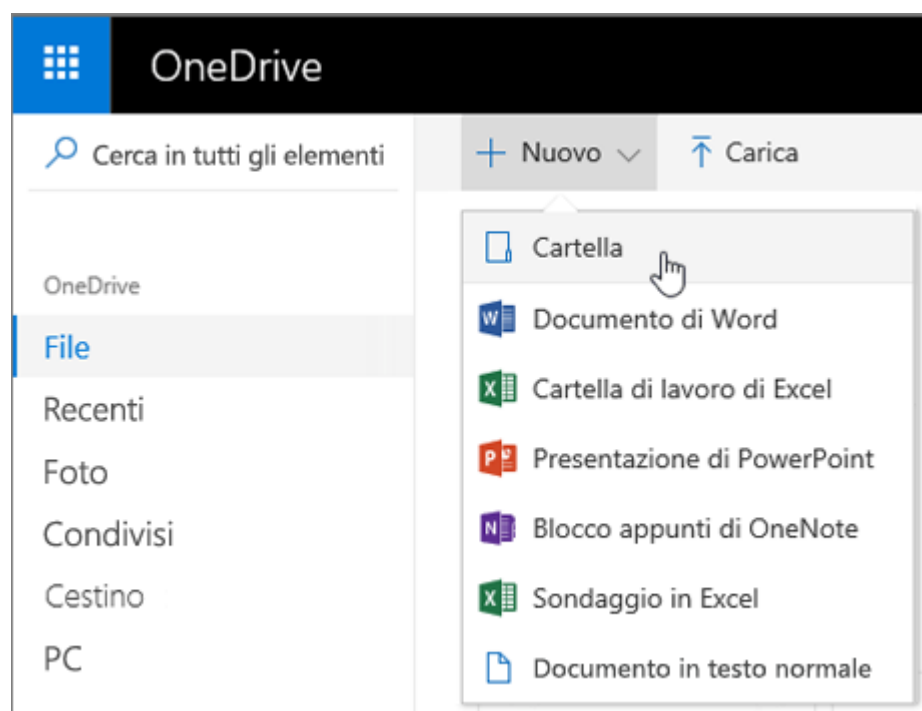 OneDrive
Cerca in tutti gli elementi
Nuovo
Carica
OneDrive
File
Recenti
Foto
Condivisi
Cestino
PC
Cartella
Documento di Word
Cartella di lavoro di Excel
Presentazione di PowerPoint
Blocco appunti di OneNote
Sondaggio in Excel
Documento in testo normale